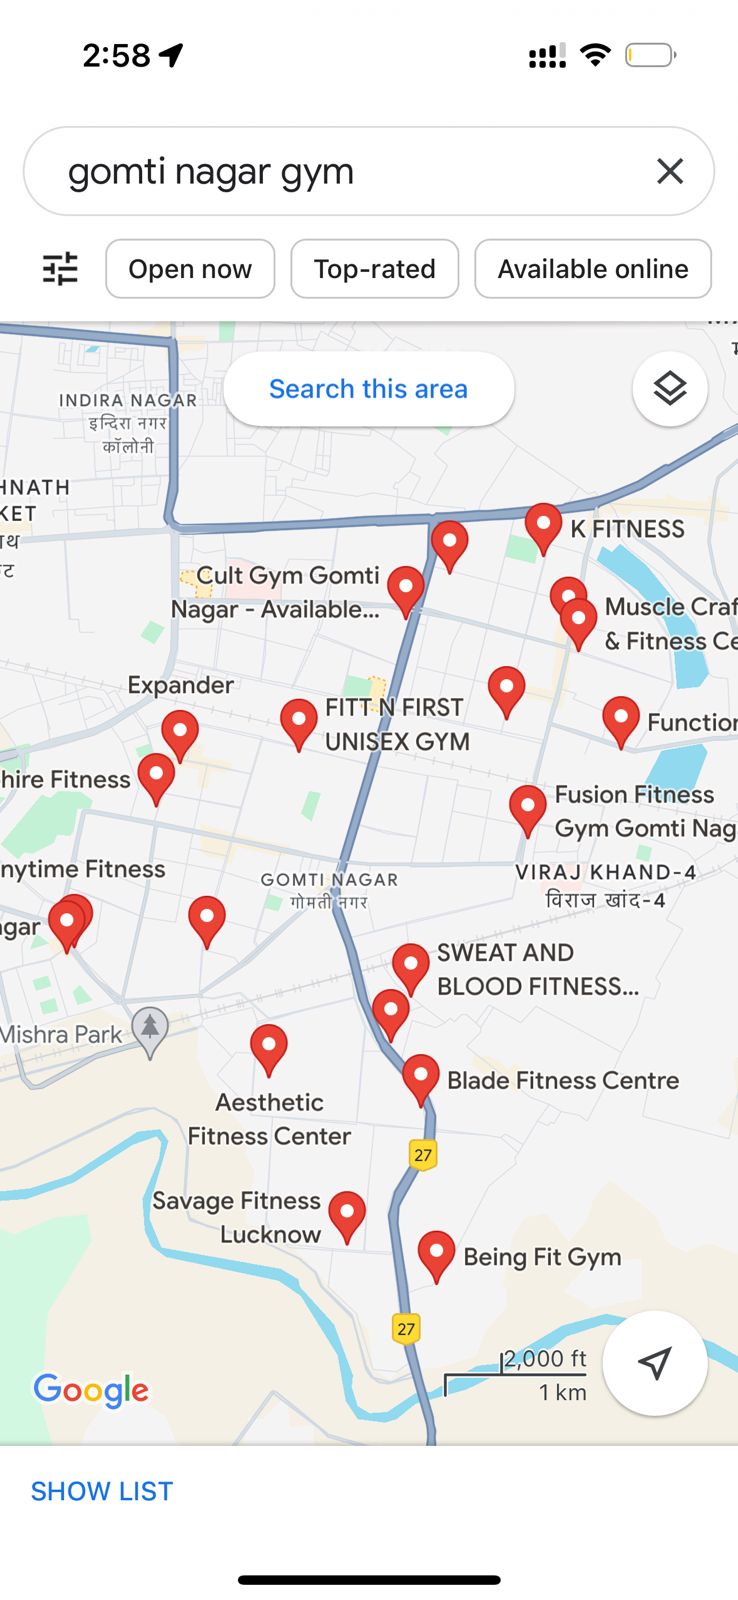 2:58
gomti nagar gym
Open now
Top-rated
Available online
Search this area
INDIRA NAGAR
इन्दिरा नगर
कॉलोनी
HNATH
KET
K FITNESS
Cult Gym Gomti
Nagar - Available...
Muscle Craf
& Fitness Ce
Expander
FITT N FIRST
UNISEX GYM
Function
hire Fitness
Fusion Fitness
Gym Gomti Nag
nytime Fitness
GOMTI NAGAR
गोमती नगर
VIRAJ KHAND-4
विराज खांद-4
gar
SWEAT AND
BLOOD FITNESS...
Mishra Park
Blade Fitness Centre
Aesthetic
Fitness Center
27
Savage Fitness
Lucknow
Being Fit Gym
27
2,000 ft
1 km
Google
SHOW LIST